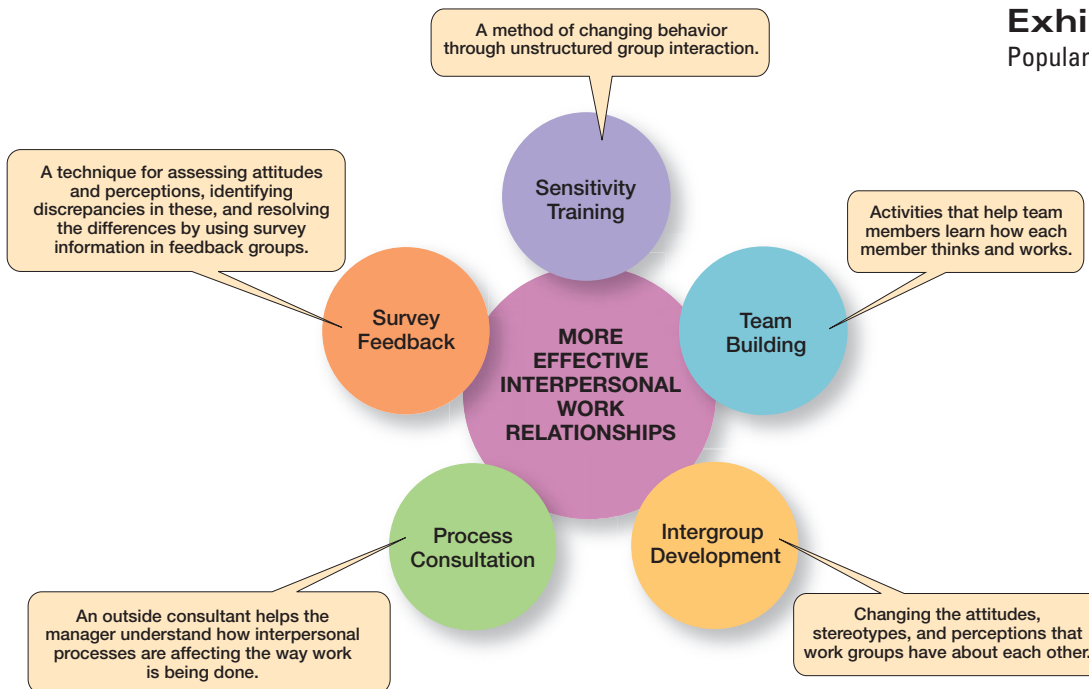 Exhi
Popular
A method of changing behavior
through unstructured group interaction.
Sensitivity
Training
A technique for assessing attitudes
and perceptions, identifying
discrepancies in these, and resolving
the differences by using survey
information in feedback groups.
Activities that help team
members learn how each
member thinks and works.
Survey
Feedback
Team
Building
MORE
EFFECTIVE
INTERPERSONAL
WORK
RELATIONSHIPS
Process
Consultation
Intergroup
Development
An outside consultant helps the
manager understand how interpersonal
processes are affecting the way work
is being done.
Changing the attitudes,
stereotypes, and perceptions that
work groups have about each other.